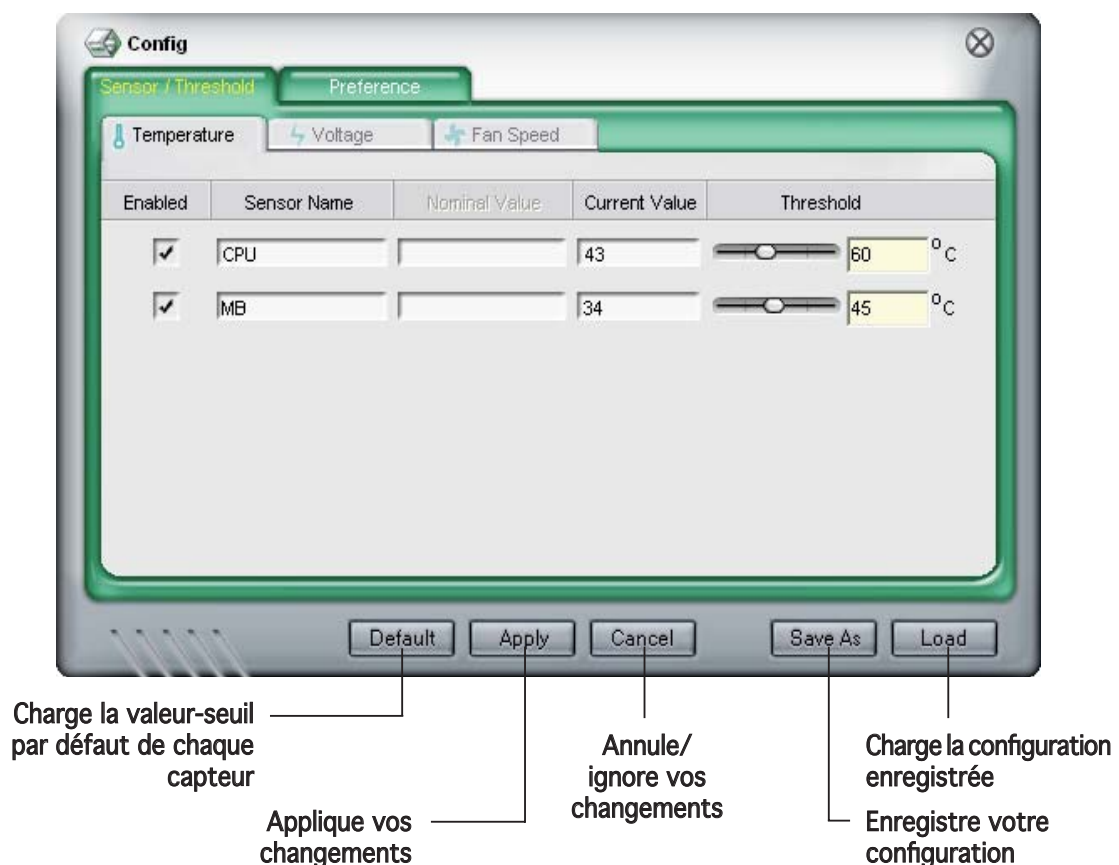 Config
Sensor / Threshold Preference
Temperature Voltage Fan Speed
Enabled Sensor Name Nominal Value Current Value Threshold
CPU 43 60 °C
MB 34 45 °C
Default Apply Cancel Save As Load
Charge la valeur-seuil
par défaut de chaque
capteur
Applique vos
changements
Annule/
ignore vos
changements
Charge la configuration
enregistrée
Enregistre votre
configuration